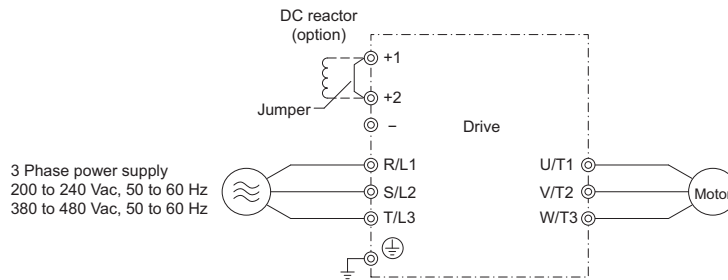 DC reactor
(option)
+1
+2
Jumper
−
Drive
3 Phase power supply
200 to 240 Vac, 50 to 60 Hz
380 to 480 Vac, 50 to 60 Hz
R/L1
S/L2
T/L3
U/T1
V/T2
W/T3
Motor